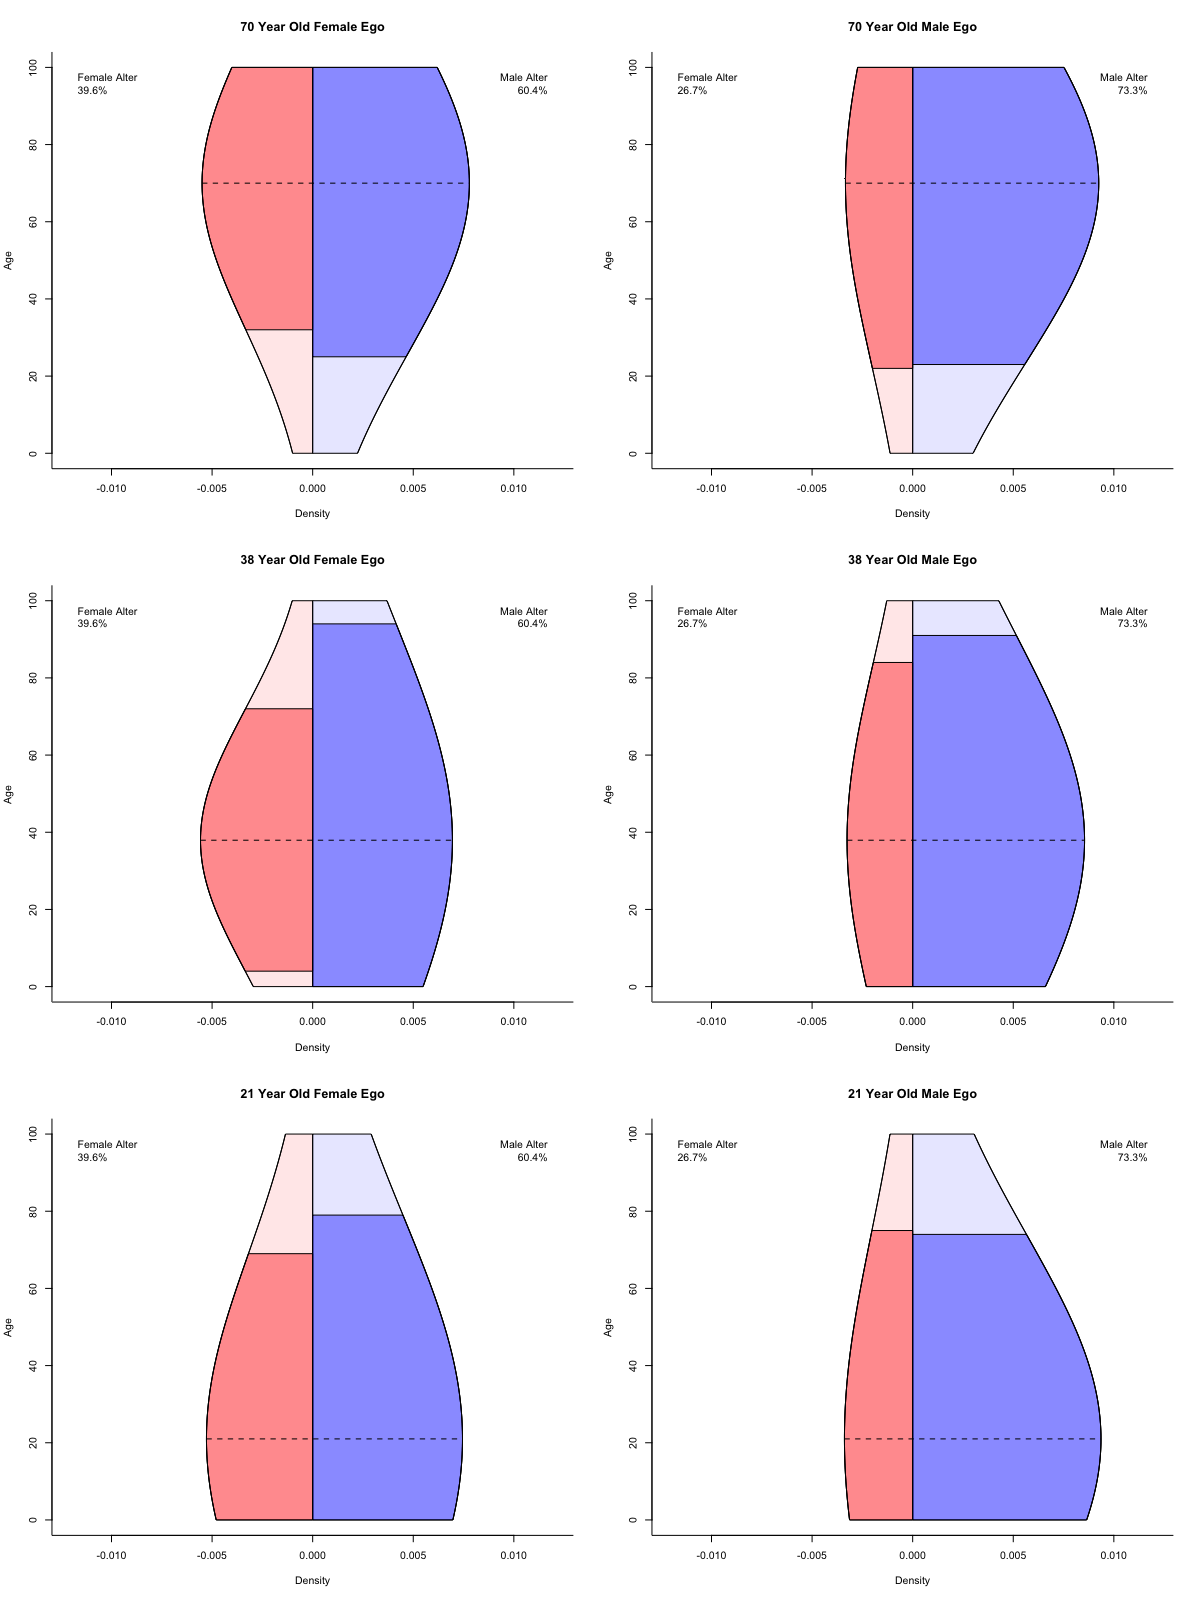 70 Year Old Female Ego
Female Alter
39.6%
Male Alter
60.4%
Age
100
80
60
40
20
0
-0.010 -0.005 0.000 0.005 0.010
Density
70 Year Old Male Ego
Female Alter
26.7%
Male Alter
73.3%
Age
100
80
60
40
20
0
-0.010 -0.005 0.000 0.005 0.010
Density
38 Year Old Female Ego
Female Alter
39.6%
Male Alter
60.4%
Age
100
80
60
40
20
0
-0.010 -0.005 0.000 0.005 0.010
Density
38 Year Old Male Ego
Female Alter
26.7%
Male Alter
73.3%
Age
100
80
60
40
20
0
-0.010 -0.005 0.000 0.005 0.010
Density
21 Year Old Female Ego
Female Alter
39.6%
Male Alter
60.4%
Age
100
80
60
40
20
0
-0.010 -0.005 0.000 0.005 0.010
Density
21 Year Old Male Ego
Female Alter
26.7%
Male Alter
73.3%
Age
100
80
60
40
20
0
-0.010 -0.005 0.000 0.005 0.010
Density